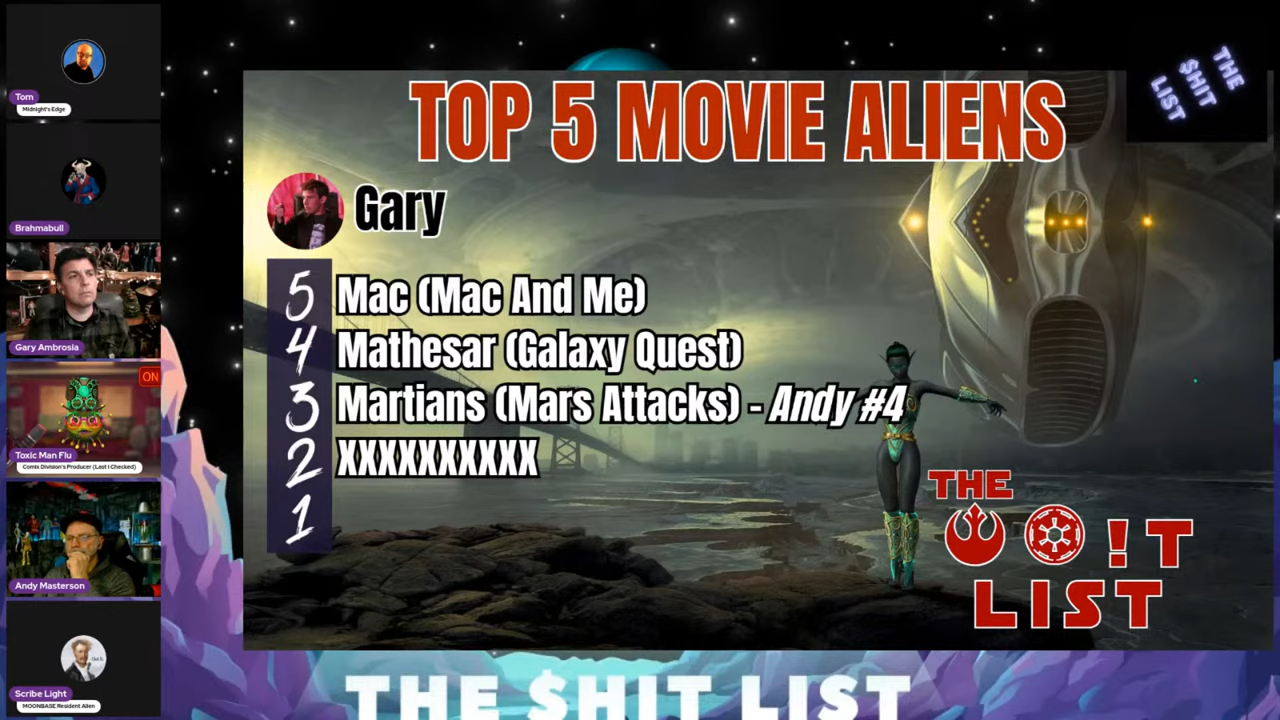 Tom
Midnight's Edge
Brahmabull
Gary Ambrosia
ON
Toxic Man Flu
Comix Division's Producer (Last I Checked)
Andy Masterson
Scribe Light
MOONBASE Resident Alien
TOP 5 MOVIE ALIENS
Gary
5 Mac (Mac And Me)
4 Mathesar (Galaxy Quest)
3 Martians (Mars Attacks) - Andy #4
2 XXXXXXXXXX
1
THE
$HIT
LIST
THE
!T
LIST
THE $HIT LIST